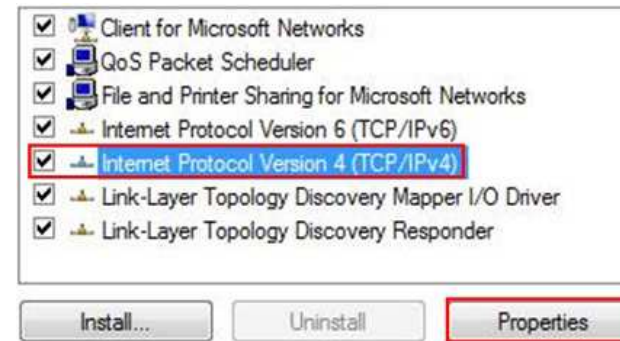 Client for Microsoft Networks
QoS Packet Scheduler
File and Printer Sharing for Microsoft Networks
Internet Protocol Version 6 (TCP/IPv6)
Internet Protocol Version 4 (TCP/IPv4)
Link-Layer Topology Discovery Mapper I/O Driver
Link-Layer Topology Discovery Responder
Install... Uninstall Properties